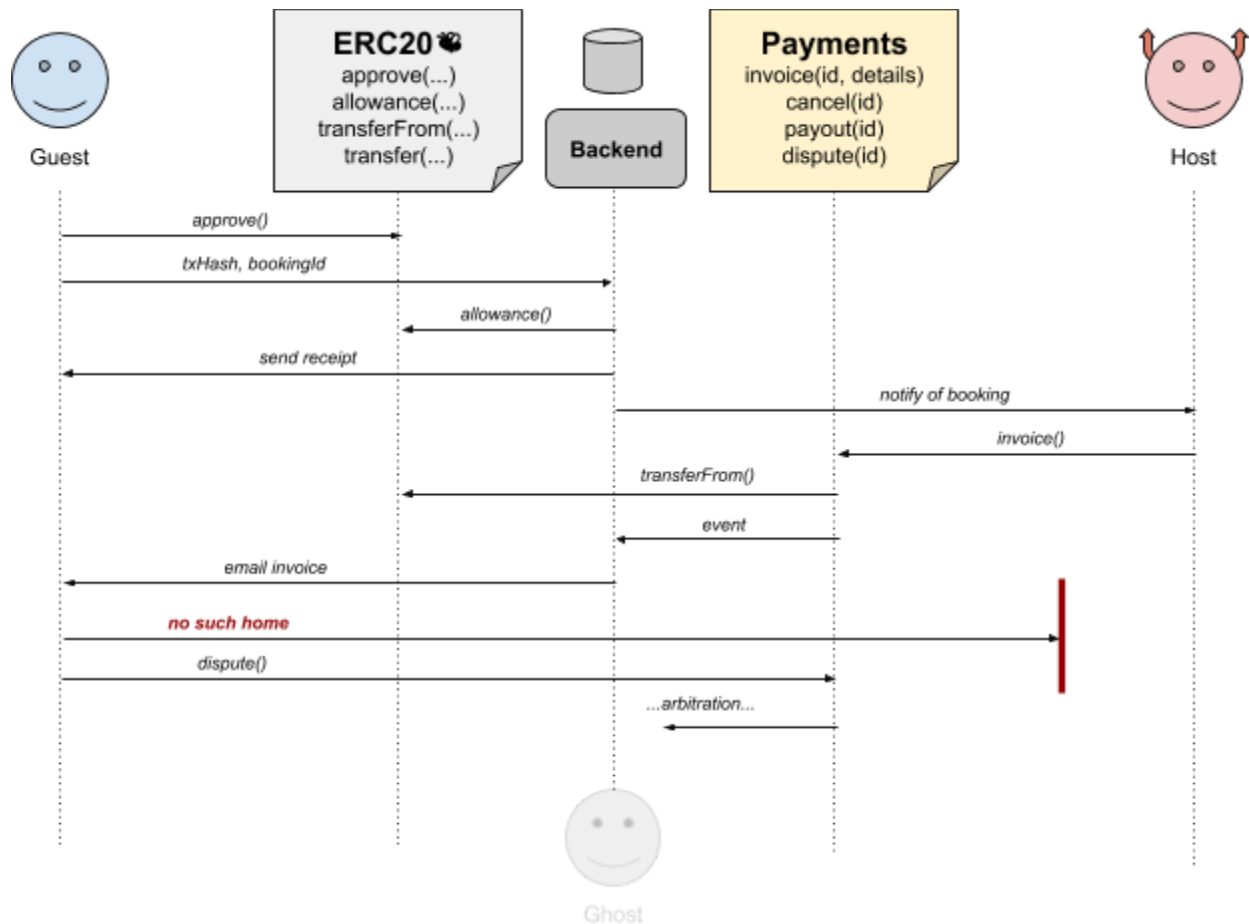 ERC20
approve(...)
allowance(...)
transferFrom(...)
transfer(...)
Payments
invoice(id, details)
cancel(id)
payout(id)
dispute(id)
Guest
Backend
Host
approve()
txHash, bookingId
allowance()
send receipt
notify of booking
invoice()
transferFrom()
event
email invoice
no such home
dispute()
...arbitration...
Ghost